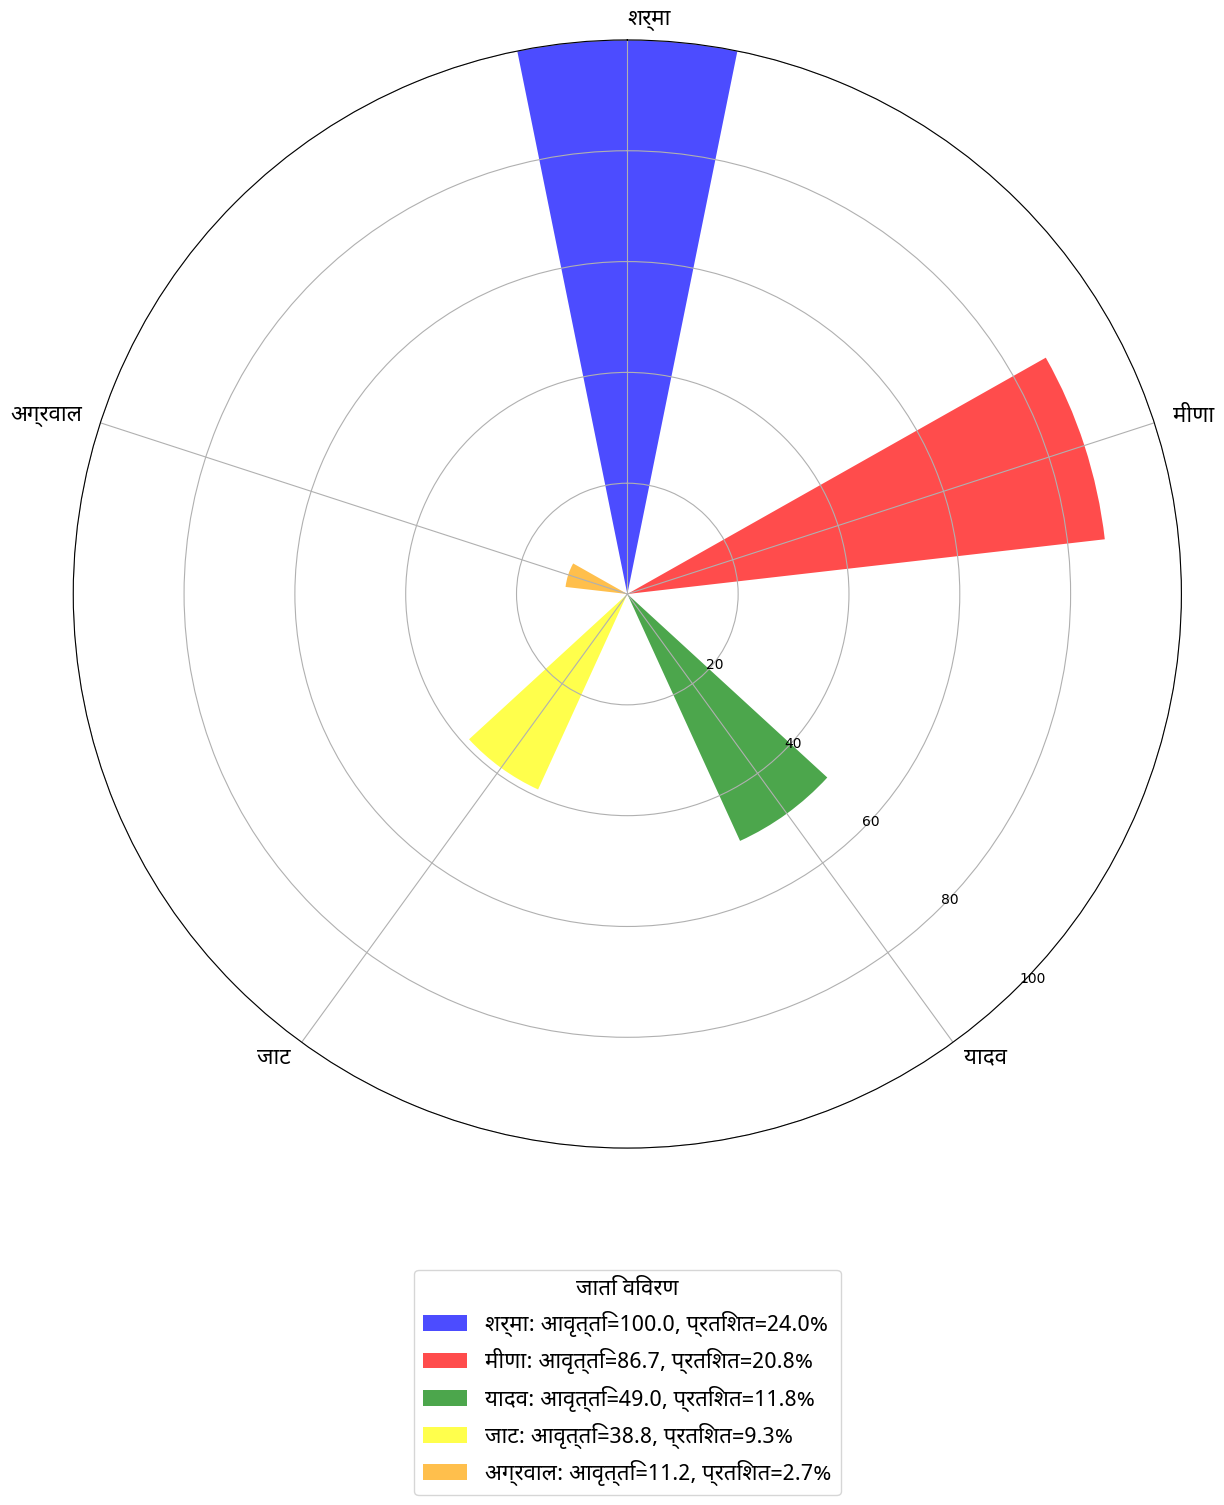 शर्मा
अग्रवाल
मीणा
20
40
60
80
100
जाट
यादव
जाति विवरण
शर्मा: आवृत्ति=100.0, प्रतिशत=24.0%
मीणा: आवृत्ति=86.7, प्रतिशत=20.8%
यादव: आवृत्ति=49.0, प्रतिशत=11.8%
जाट: आवृत्ति=38.8, प्रतिशत=9.3%
अग्रवाल: आवृत्ति=11.2, प्रतिशत=2.7%